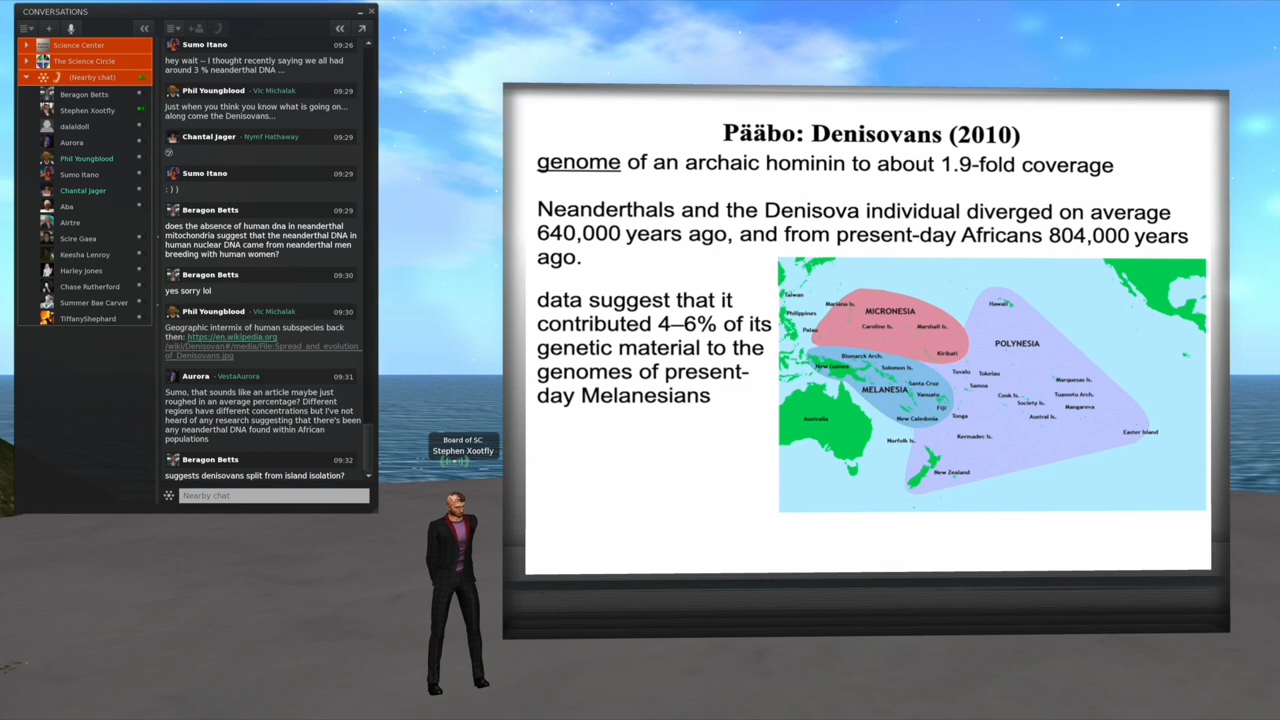 CONVERSATIONS
Science Center
The Science Circle
(Nearby chat)
Beragon Betts
Stephen Xootfly
dalaIdoll
Aurora
Phil Youngblood
Sumo Itano
Chantal Jager
Aba
Airtre
Scire Gaea
Keesha Lenroy
Harley Jones
Chase Rutherford
Summer Bae Carver
TiffanyShephard
Sumo Itano 09:26
hey wait -- I thought recently saying we all had
around 3 % neanderthal DNA ...
Phil Youngblood - Vic Michalak 09:29
Just when you think you know what is going on...
along come the Denisovans...
Chantal Jager - Nymf Hathaway 09:29
Sumo Itano 09:29
: ) )
Beragon Betts 09:29
does the absence of human dna in neanderthal
mitochondria suggest that the neanderthal DNA in
human nuclear DNA came from neanderthal men
breeding with human women?
Beragon Betts 09:30
yes sorry lol
Phil Youngblood - Vic Michalak 09:30
Geographic intermix of human subspecies back
then: https://en.wikipedia.org
/wiki/Denisovan#/media/File:Spread_and_evolution_
of_Denisovans.jpg
Aurora - VestaAurora 09:31
Sumo, that sounds like an article maybe just
roughed in an average percentage? Different
regions have different concentrations but I've not
heard of any research suggesting that there's been
any neanderthal DNA found within African
populations
Beragon Betts 09:32
suggests denisovans split from island isolation?
Nearby chat
Board of SC
Stephen Xootfly
Pääbo: Denisovans (2010)
genome of an archaic hominin to about 1.9-fold coverage
Neanderthals and the Denisova individual diverged on average
640,000 years ago, and from present-day Africans 804,000 years
ago.
data suggest that it
contributed 4–6% of its
genetic material to the
genomes of present-
day Melanesians
Taiwan
Philippines
Palau
Mariana Is.
MICRONESIA
Caroline Is.
Marshall Is.
Kiribati
Hawaii
POLYNESIA
Bismarck Arch.
New Guinea
Solomon Is.
MELANESIA
Santa Cruz
Vanuatu
Fiji
New Caledonia
Tuvalu
Tokelau
Samoa
Tonga
Cook Is.
Society Is.
Austral Is.
Marquesas Is.
Tuamotu Arch.
Mangareva
Easter Island
Kermadec Is.
Norfolk Is.
Australia
New Zealand